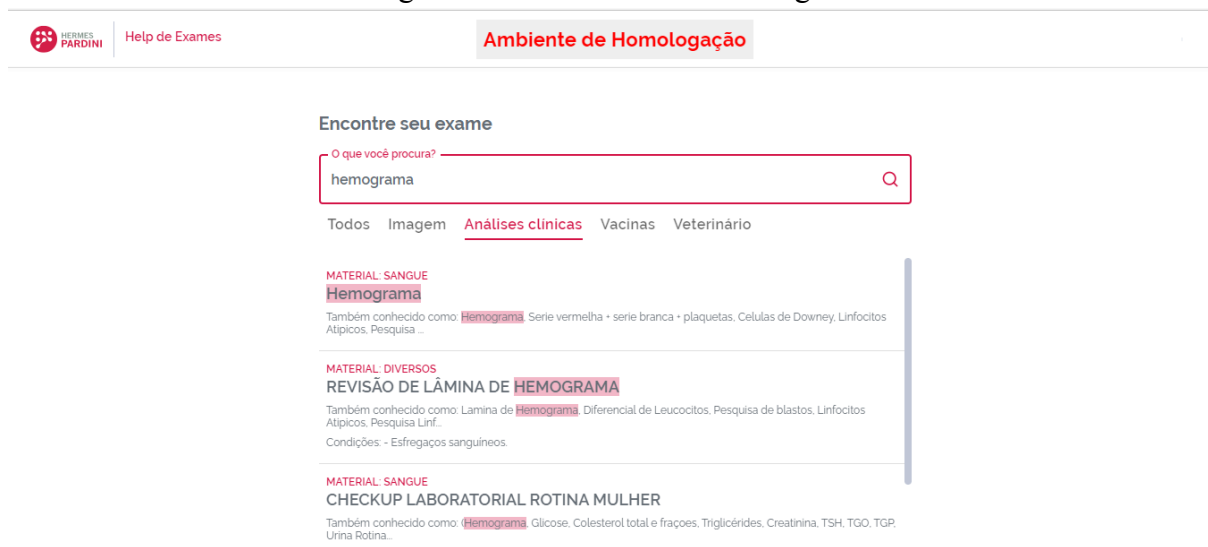 HERMES
PARDINI
Help de Exames
Ambiente de Homologação
Encontre seu exame
O que você procura?
hemograma
Todos Imagem Análises clínicas Vacinas Veterinário
MATERIAL: SANGUE
Hemograma
Também conhecido como: Hemograma, Serie vermelha + serie branca + plaquetas, Celulas de Downey, Linfocitos
Atipicos, Pesquisa ...
MATERIAL: DIVERSOS
REVISÃO DE LÂMINA DE HEMOGRAMA
Também conhecido como: Lamina de Hemograma, Diferencial de Leucocitos, Pesquisa de blastos, Linfocitos
Atipicos, Pesquisa Linf...
Condições: - Esfregaços sanguíneos.
MATERIAL: SANGUE
CHECKUP LABORATORIAL ROTINA MULHER
Também conhecido como: (Hemograma, Glicose, Colesterol total e fraçoes, Triglicérides, Creatinina, TSH, TGO, TGP,
Urina Rotina...